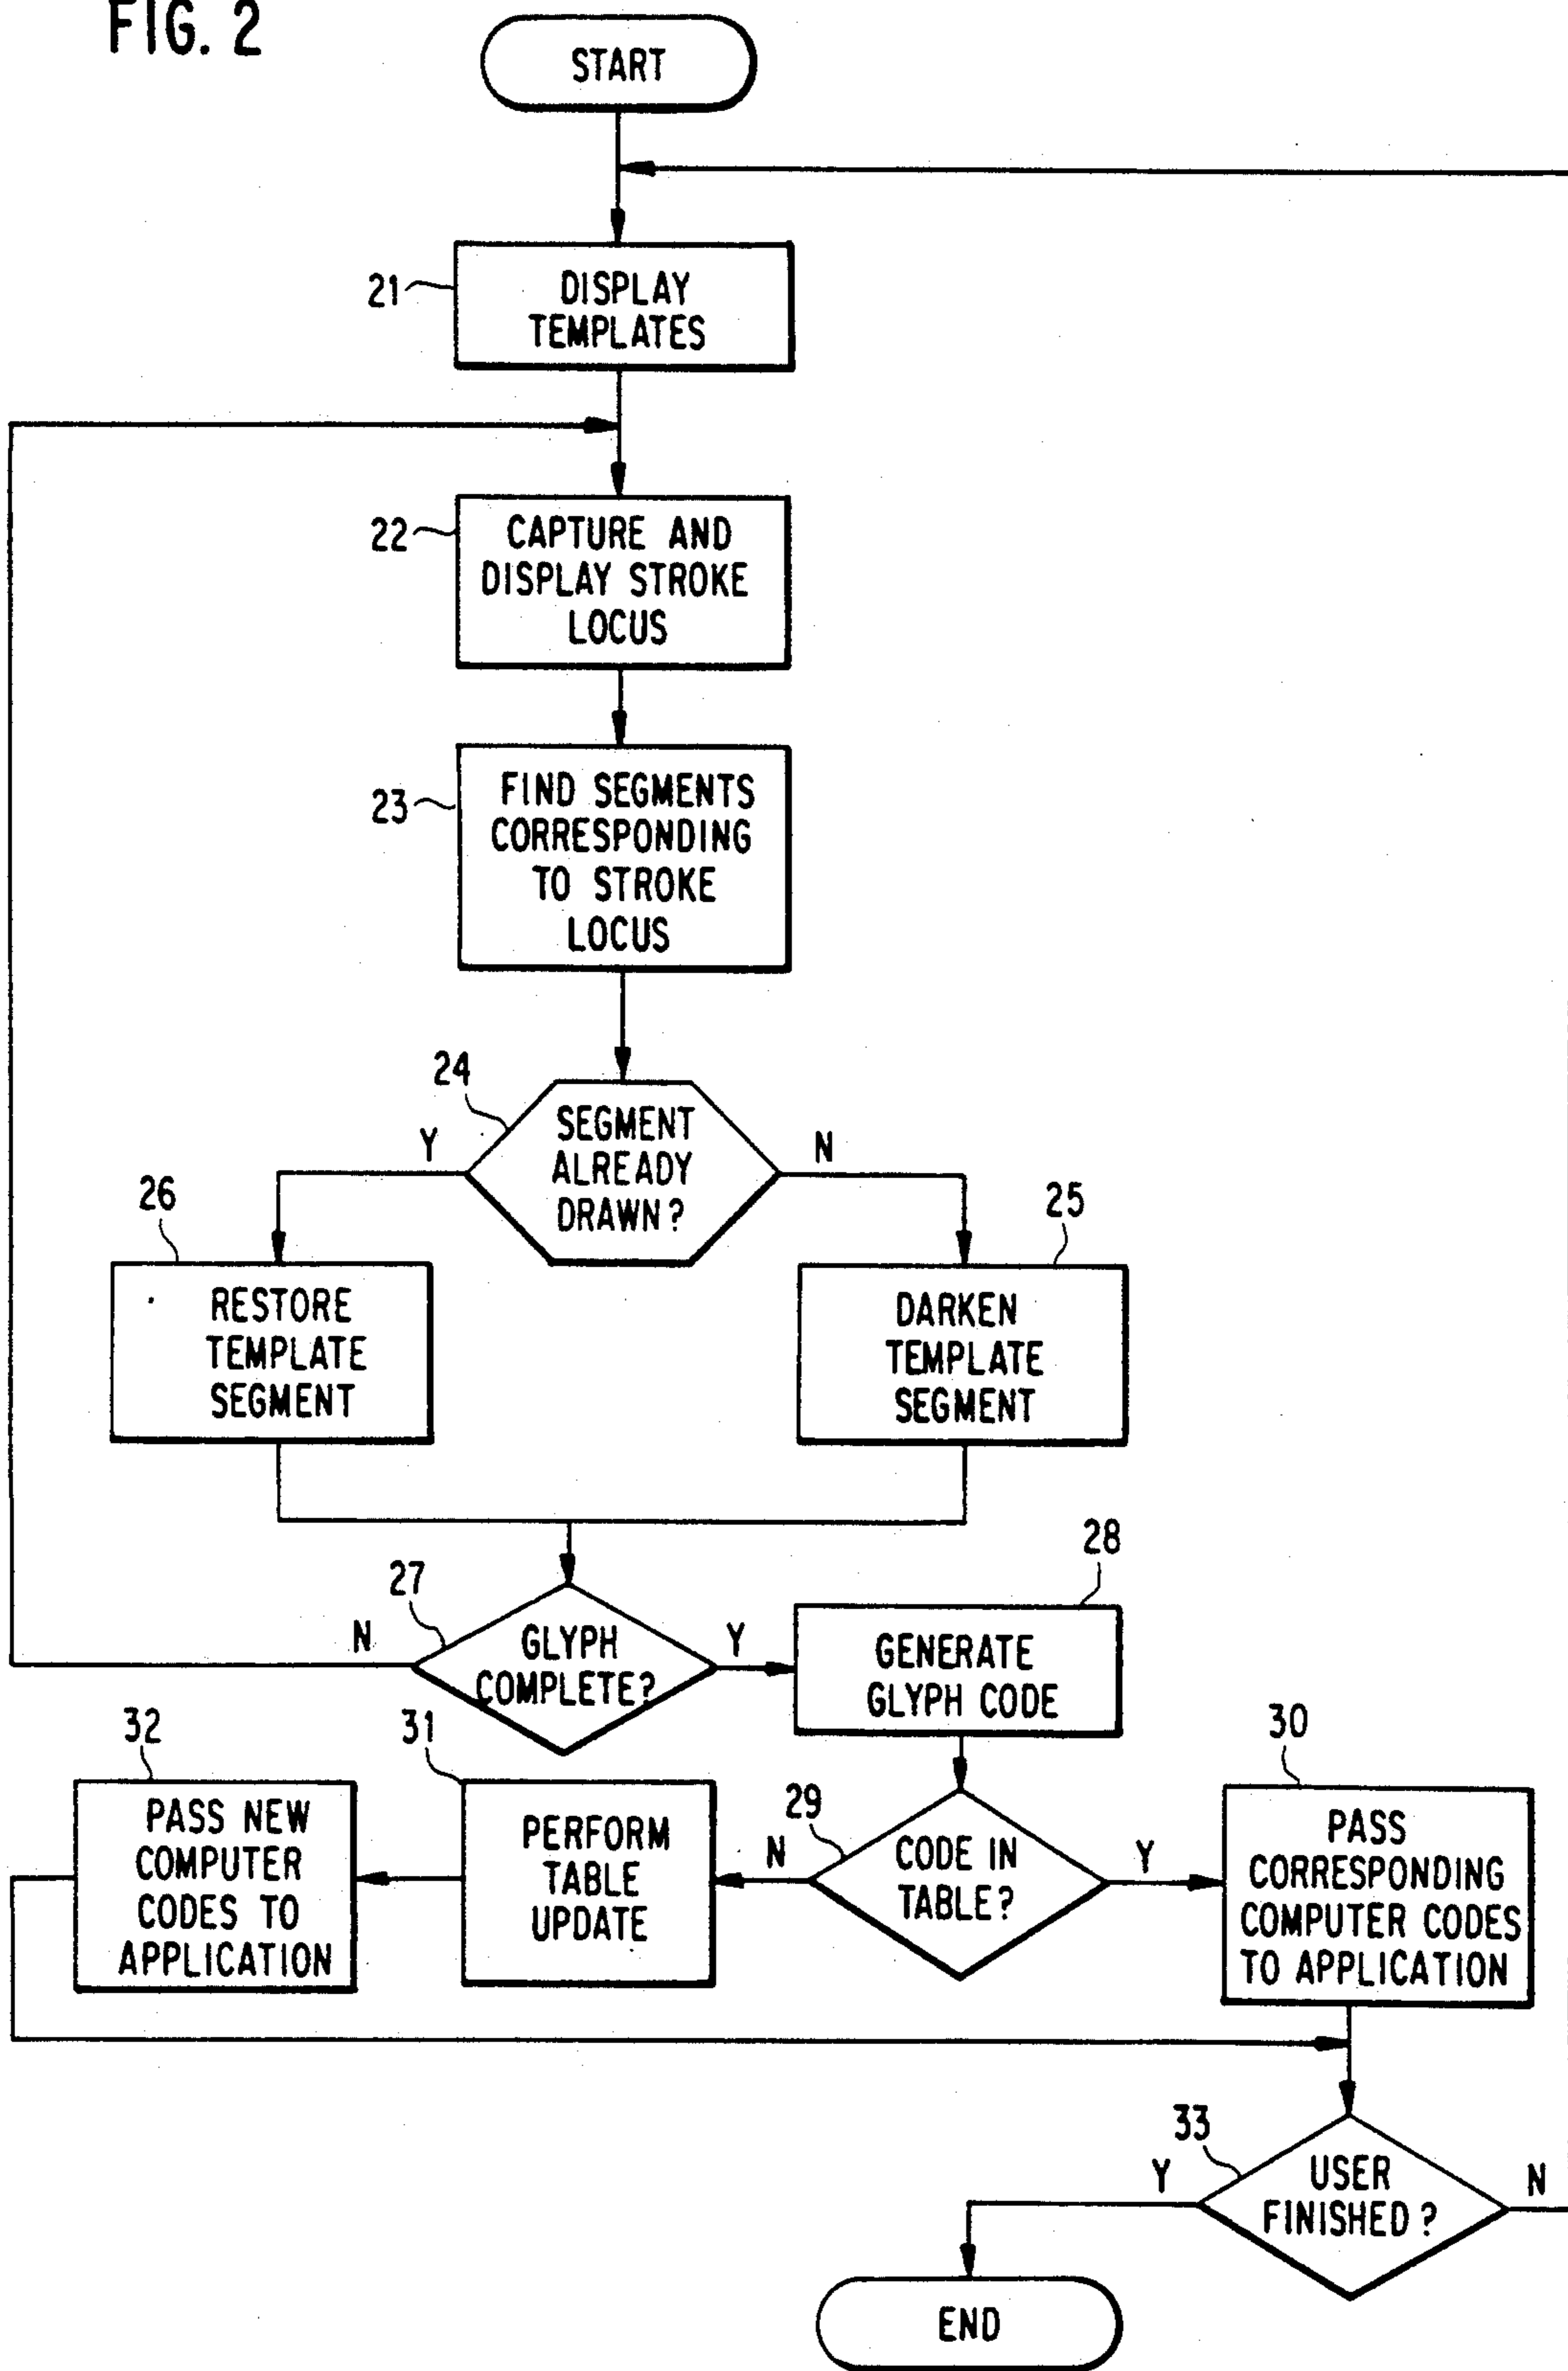 FIG. 2
START
21
DISPLAY
TEMPLATES
22
CAPTURE AND
DISPLAY STROKE
LOCUS
23
FIND SEGMENTS
CORRESPONDING
TO STROKE
LOCUS
24
SEGMENT
ALREADY
DRAWN?
Y
N
26
RESTORE
TEMPLATE
SEGMENT
25
DARKEN
TEMPLATE
SEGMENT
27
GLYPH
COMPLETE?
N
Y
28
GENERATE
GLYPH CODE
32
PASS NEW
COMPUTER
CODES TO
APPLICATION
31
PERFORM
TABLE
UPDATE
29
CODE IN
TABLE?
N
Y
30
PASS
CORRESPONDING
COMPUTER CODES
TO APPLICATION
33
USER
FINISHED?
Y
N
END